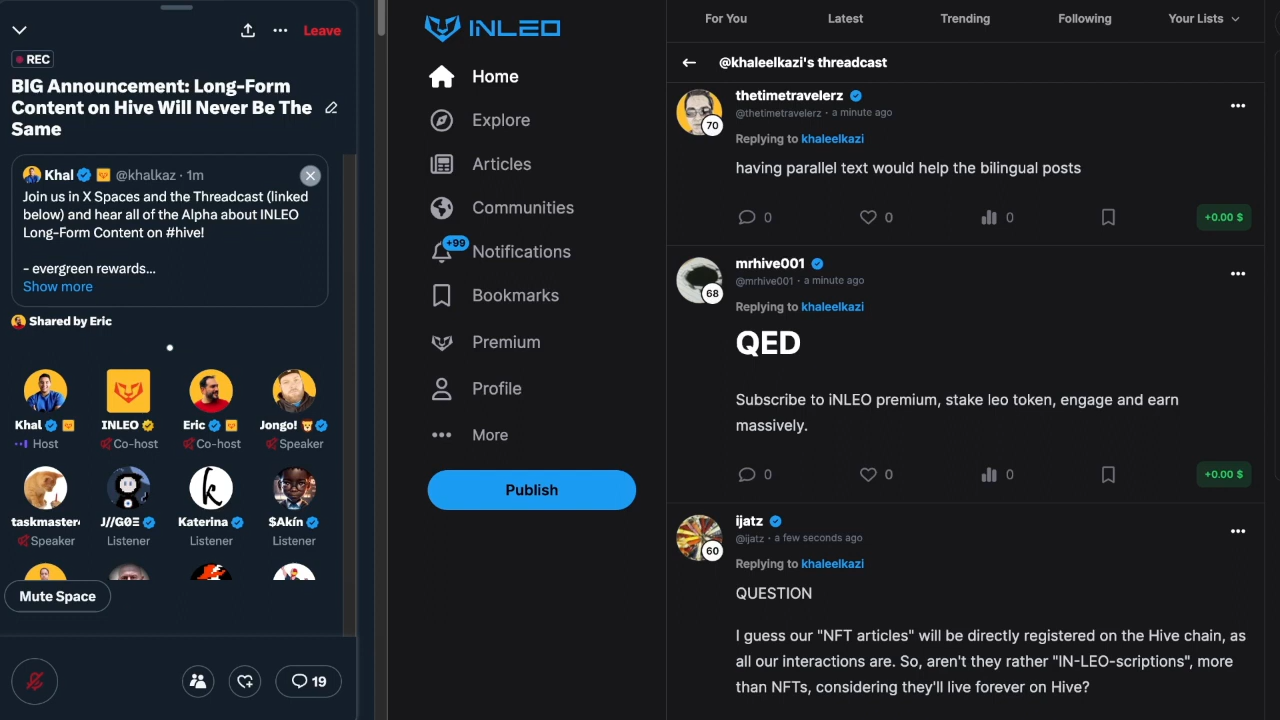 Leave
REC
BIG Announcement: Long-Form
Content on Hive Will Never Be The
Same
Khal @khalkaz · 1m
Join us in X Spaces and the Threadcast (linked
below) and hear all of the Alpha about INLEO
Long-Form Content on #hive!
- evergreen rewards...
Show more
Shared by Eric
Khal
Host
INLEO
Co-host
Eric
Co-host
Jongo!
Speaker
taskmaster
Speaker
J//GΘΞ
Listener
Katerina
Listener
$Akín
Listener
Mute Space
19
INLEO
Home
Explore
Articles
Communities
+99
Notifications
Bookmarks
Premium
Profile
More
Publish
For You
Latest
Trending
Following
Your Lists
@khaleelkazi's threadcast
thetimetravelerz
70
@thetimetravelerz · a minute ago
Replying to khaleelkazi
having parallel text would help the bilingual posts
0
0
0
+0.00 $
mrhive001
68
@mrhive001 · a minute ago
Replying to khaleelkazi
QED
Subscribe to iNLEO premium, stake leo token, engage and earn
massively.
0
0
0
+0.00 $
ijatz
60
@ijatz · a few seconds ago
Replying to khaleelkazi
QUESTION
I guess our "NFT articles" will be directly registered on the Hive chain, as
all our interactions are. So, aren't they rather "IN-LEO-scriptions", more
than NFTs, considering they'll live forever on Hive?